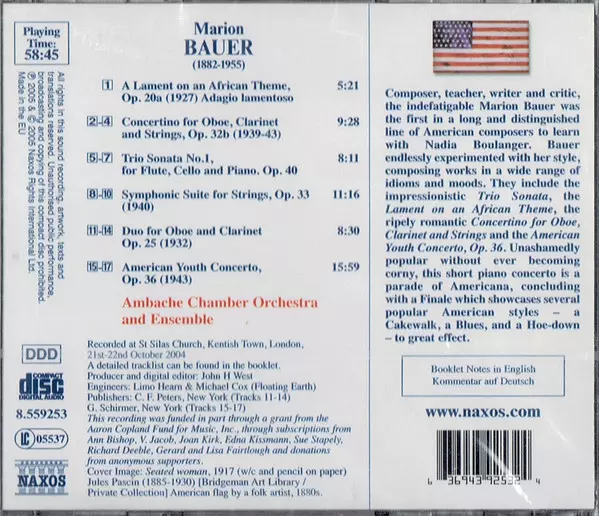 Playing
Time:
58:45
All rights in this sound recording, artwork, texts and
translations reserved. Unauthorised public performance,
broadcasting and copying of this compact disc prohibited.
℗ 2005 & © 2005 Naxos Rights International Ltd.
Made in the EU
DDD
COMPACT
disc
DIGITAL AUDIO
8.559253
LC 05537
NAXOS
Marion
BAUER
(1882-1955)
1 A Lament on an African Theme, 5:21
Op. 20a (1927) Adagio lamentoso
2-4 Concertino for Oboe, Clarinet 9:28
and Strings, Op. 32b (1939-43)
5-7 Trio Sonata No.1, 8:11
for Flute, Cello and Piano. Op. 40
8-10 Symphonic Suite for Strings, Op. 33 11:16
(1940)
11-14 Duo for Oboe and Clarinet 8:30
Op. 25 (1932)
15-17 American Youth Concerto, 15:59
Op. 36 (1943)
Ambache Chamber Orchestra
and Ensemble
Recorded at St Silas Church, Kentish Town, London,
21st-22nd October 2004
A detailed tracklist can be found in the booklet.
Producer and digital editor: John H West
Engineers: Limo Hearn & Michael Cox (Floating Earth)
Publishers: C. F. Peters, New York (Tracks 11-14)
G. Schirmer, New York (Tracks 15-17)
This recording was funded in part through a grant from the
Aaron Copland Fund for Music, Inc., through subscriptions from
Ann Bishop, V. Jacob, Joan Kirk, Edna Kissmann, Sue Stapely,
Richard Deeble, Gerard and Lisa Fairtlough and donations
from anonymous supporters.
Cover Image: Seated woman, 1917 (w/c and pencil on paper)
Jules Pascin (1885-1930) [Bridgeman Art Library /
Private Collection] American flag by a folk artist, 1880s.
Composer, teacher, writer and critic,
the indefatigable Marion Bauer was
the first in a long and distinguished
line of American composers to learn
with Nadia Boulanger. Bauer
endlessly experimented with her style,
composing works in a wide range of
idioms and moods. They include the
impressionistic Trio Sonata, the
Lament on an African Theme, the
ripely romantic Concertino for Oboe,
Clarinet and Strings and the American
Youth Concerto, Op. 36. Unashamedly
popular without ever becoming
corny, this short piano concerto is a
parade of Americana, concluding
with a Finale which showcases several
popular American styles – a
Cakewalk, a Blues, and a Hoe-down
– to great effect.
Booklet Notes in English
Kommentar auf Deutsch
www.naxos.com
6 36943 92532 4